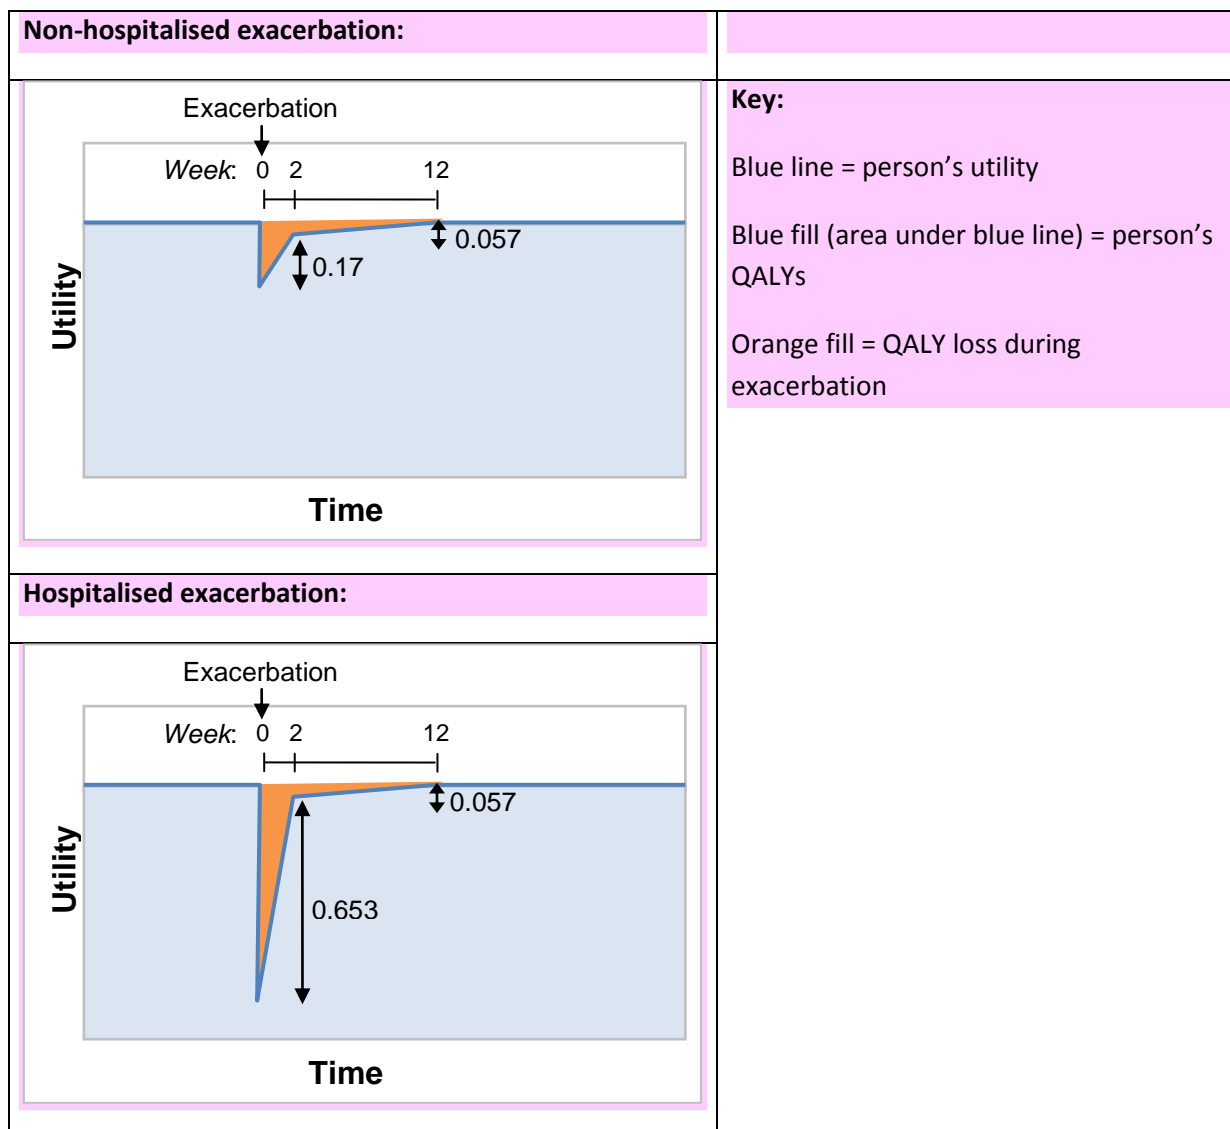 Non-hospitalised exacerbation:
Key:
Blue line = person’s utility
Blue fill (area under blue line) = person’s
QALYs
Orange fill = QALY loss during
exacerbation
Exacerbation
Week: 0 2 12
0.057
0.17
Utility
Time
Hospitalised exacerbation:
Exacerbation
Week: 0 2 12
0.057
0.653
Utility
Time